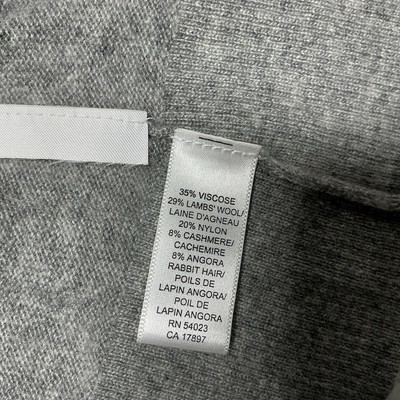 35% VISCOSE
29% LAMBS' WOOL/
LAINE D'AGNEAU
20% NYLON
8% CASHMERE/
CACHEMIRE
8% ANGORA
RABBIT HAIR/
POILS DE
LAPIN ANGORA/
POIL DE
LAPIN ANGORA
RN 54023
CA 17897